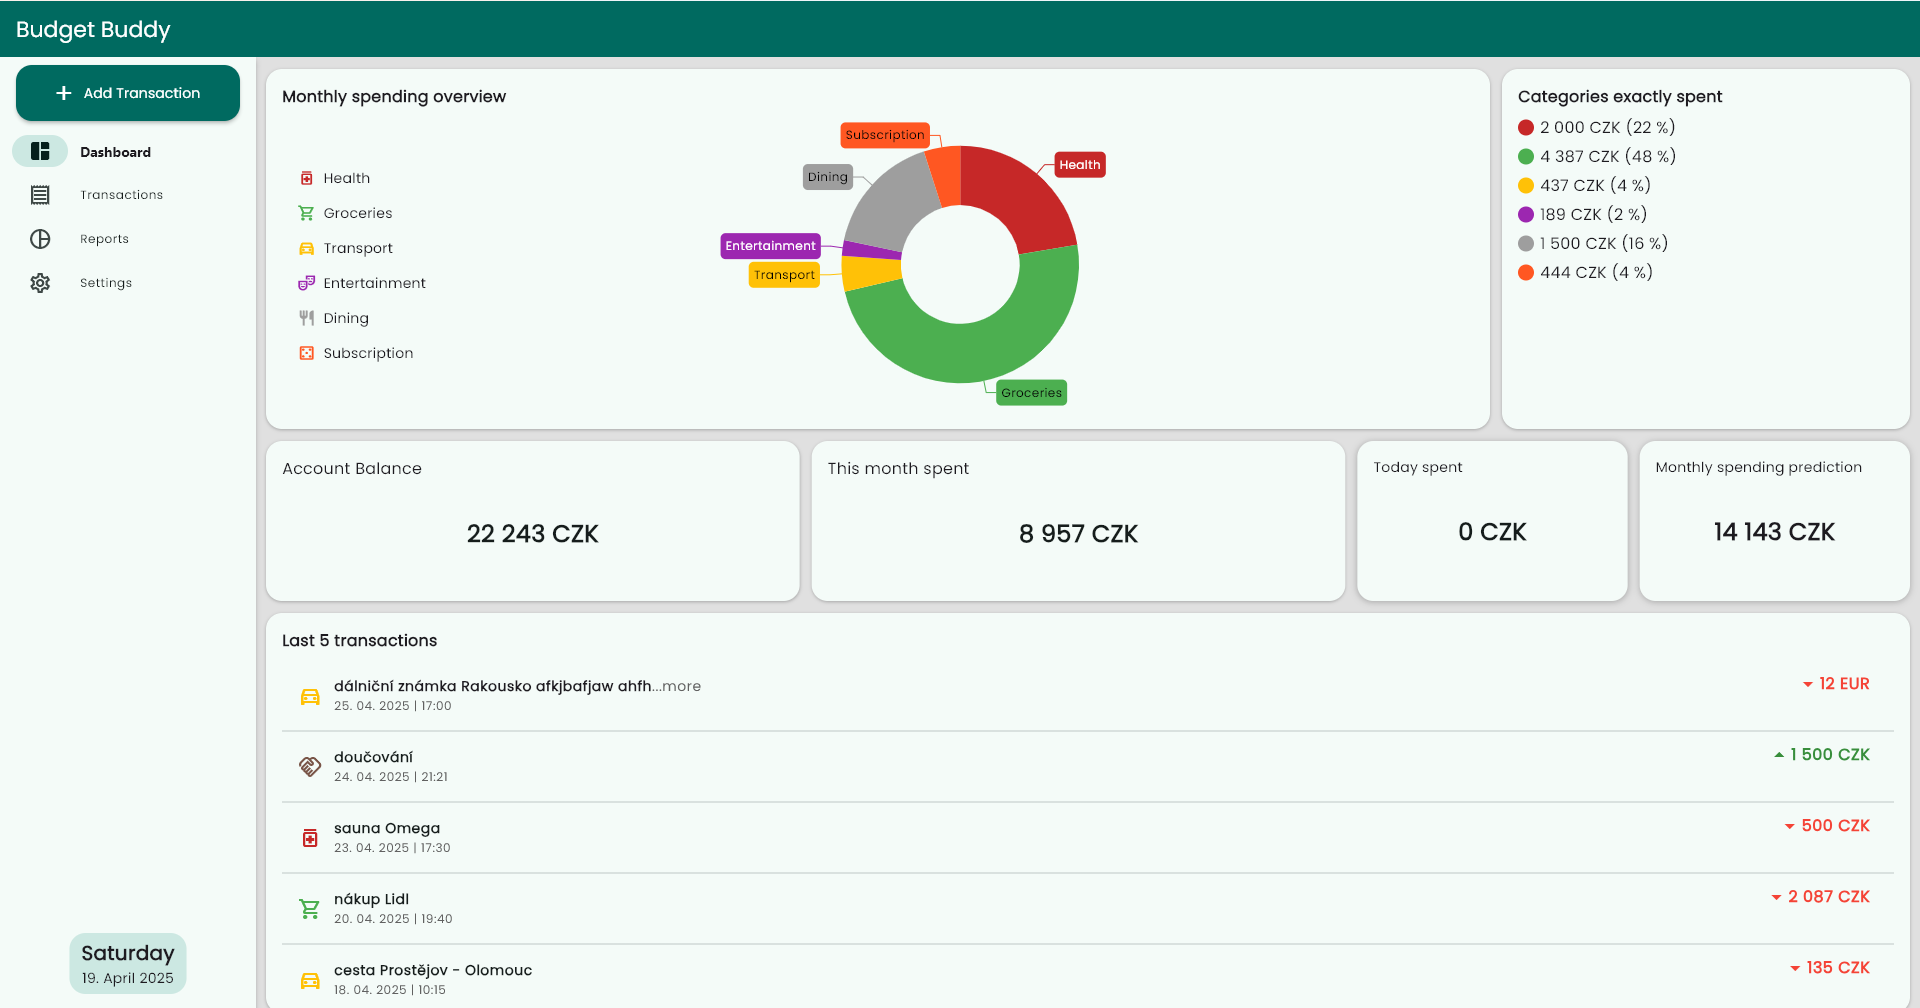 Budget Buddy
+ Add Transaction
Dashboard
Transactions
Reports
Settings
Saturday
19. April 2025
Monthly spending overview
Health
Groceries
Transport
Entertainment
Dining
Subscription
Subscription
Health
Dining
Entertainment
Transport
Groceries
Categories exactly spent
2 000 CZK (22 %)
4 387 CZK (48 %)
437 CZK (4 %)
189 CZK (2 %)
1 500 CZK (16 %)
444 CZK (4 %)
Account Balance
22 243 CZK
This month spent
8 957 CZK
Today spent
0 CZK
Monthly spending prediction
14 143 CZK
Last 5 transactions
dálniční známka Rakousko afkjbafjaw ahfh...more
12 EUR
25. 04. 2025 | 17:00
doučování
1 500 CZK
24. 04. 2025 | 21:21
sauna Omega
500 CZK
23. 04. 2025 | 17:30
nákup Lidl
2 087 CZK
20. 04. 2025 | 19:40
cesta Prostějov - Olomouc
135 CZK
18. 04. 2025 | 10:15